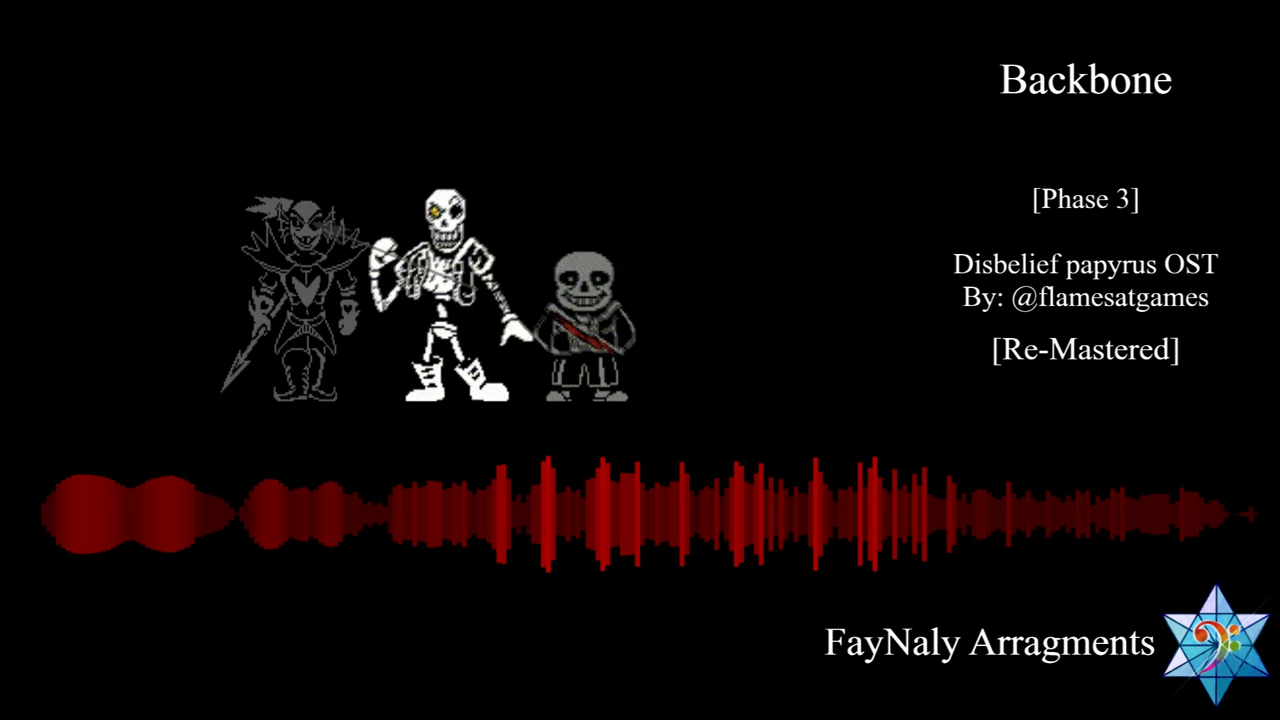 Backbone
[Phase 3]
Disbelief papyrus OST
By: @flamesatgames
[Re-Mastered]
FayNaly Arragments